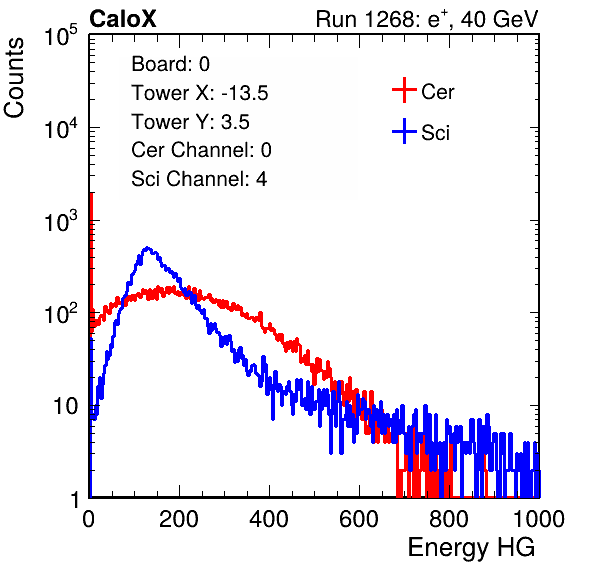 CaloX Run 1268: e⁺, 40 GeV
Counts
Board: 0
Tower X: -13.5
Tower Y: 3.5
Cer Channel: 0
Sci Channel: 4
Cer
Sci
10⁵
10⁴
10³
10²
10
1
0 200 400 600 800 1000
Energy HG